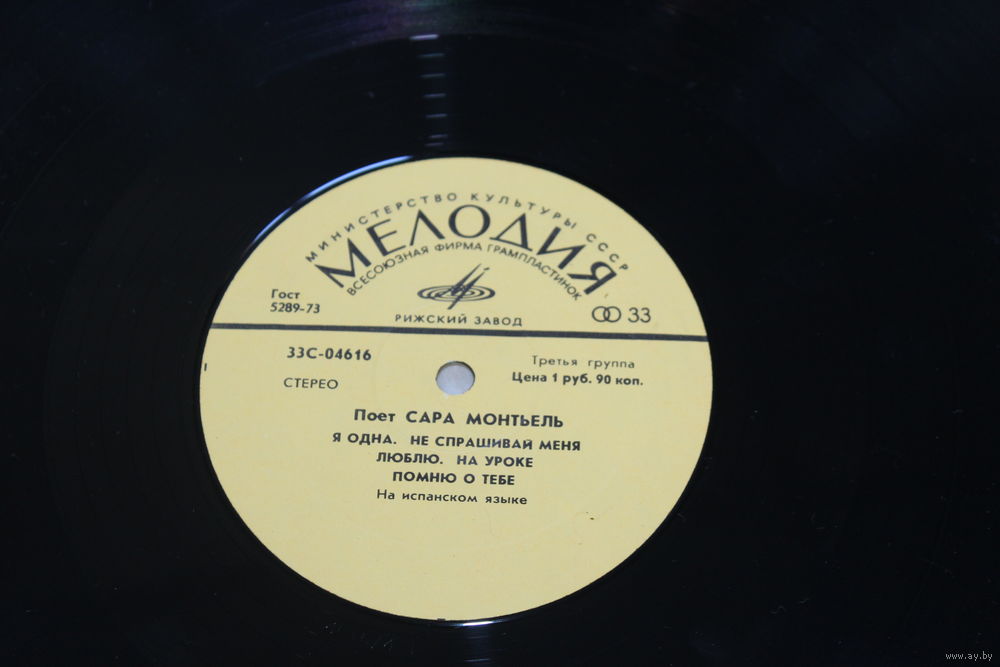 МИНИСТЕРСТВО КУЛЬТУРЫ СССР
МЕЛОДИЯ
ВСЕСОЮЗНАЯ ФИРМА ГРАМПЛАСТИНОК
Гост
5289-73
РИЖСКИЙ ЗАВОД
33
33С-04616
СТЕРЕО
Третья группа
Цена 1 руб. 90 коп.
Поет САРА МОНТЬЕЛЬ
Я ОДНА. НЕ СПРАШИВАЙ МЕНЯ
ЛЮБЛЮ. НА УРОКЕ
ПОМНЮ О ТЕБЕ
На испанском языке
www.ay.by